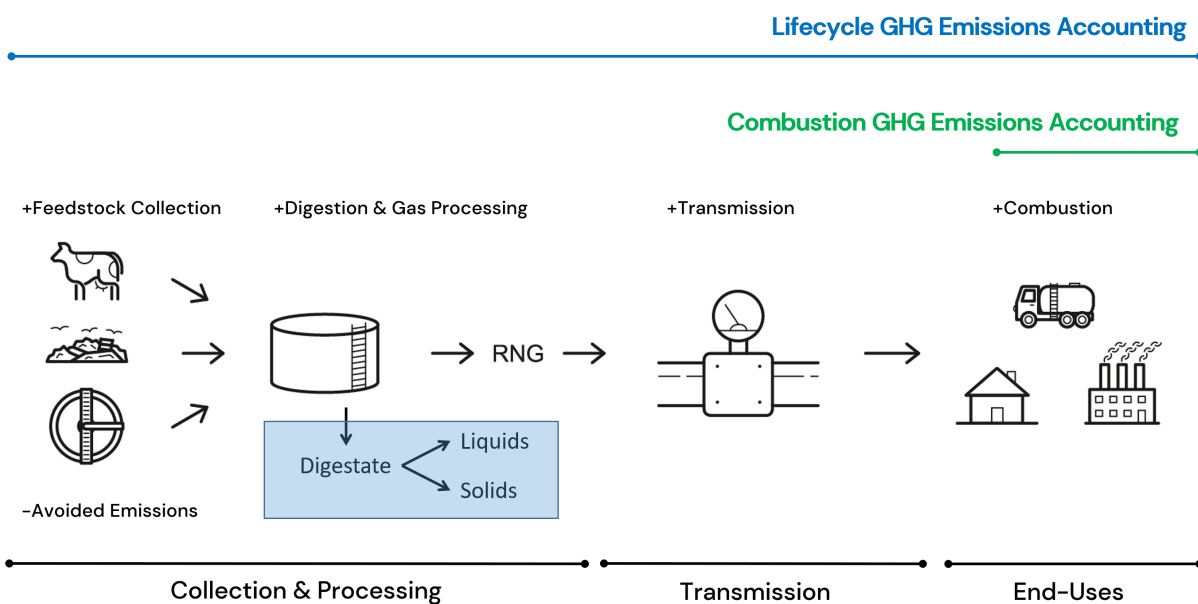 Lifecycle GHG Emissions Accounting
Combustion GHG Emissions Accounting
+Feedstock Collection
+Digestion & Gas Processing
+Transmission
+Combustion
RNG
Digestate
Liquids
Solids
-Avoided Emissions
Collection & Processing
Transmission
End-Uses